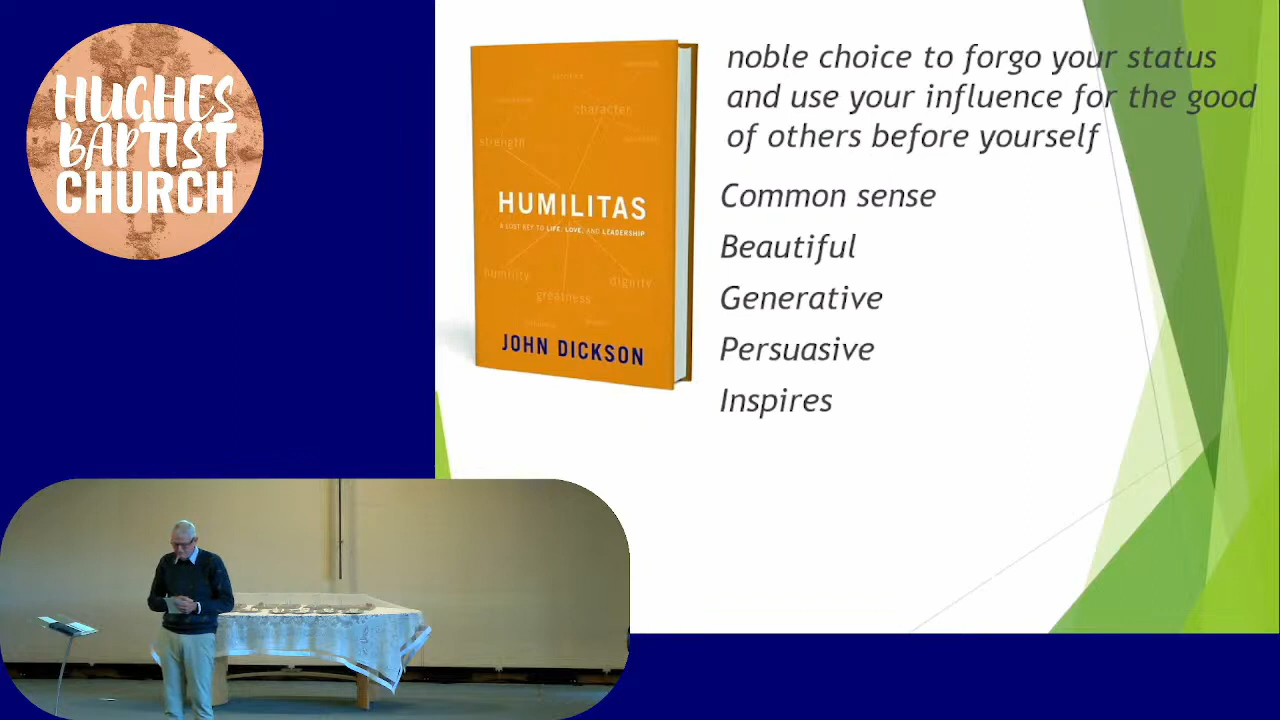 HUGHES
BAPTIST
CHURCH
noble choice to forgo your status
and use your influence for the good
of others before yourself
Common sense
Beautiful
Generative
Persuasive
Inspires
character
strength
HUMILITAS
A LOST KEY TO LIFE, LOVE, AND LEADERSHIP
humility
dignity
greatness
JOHN DICKSON